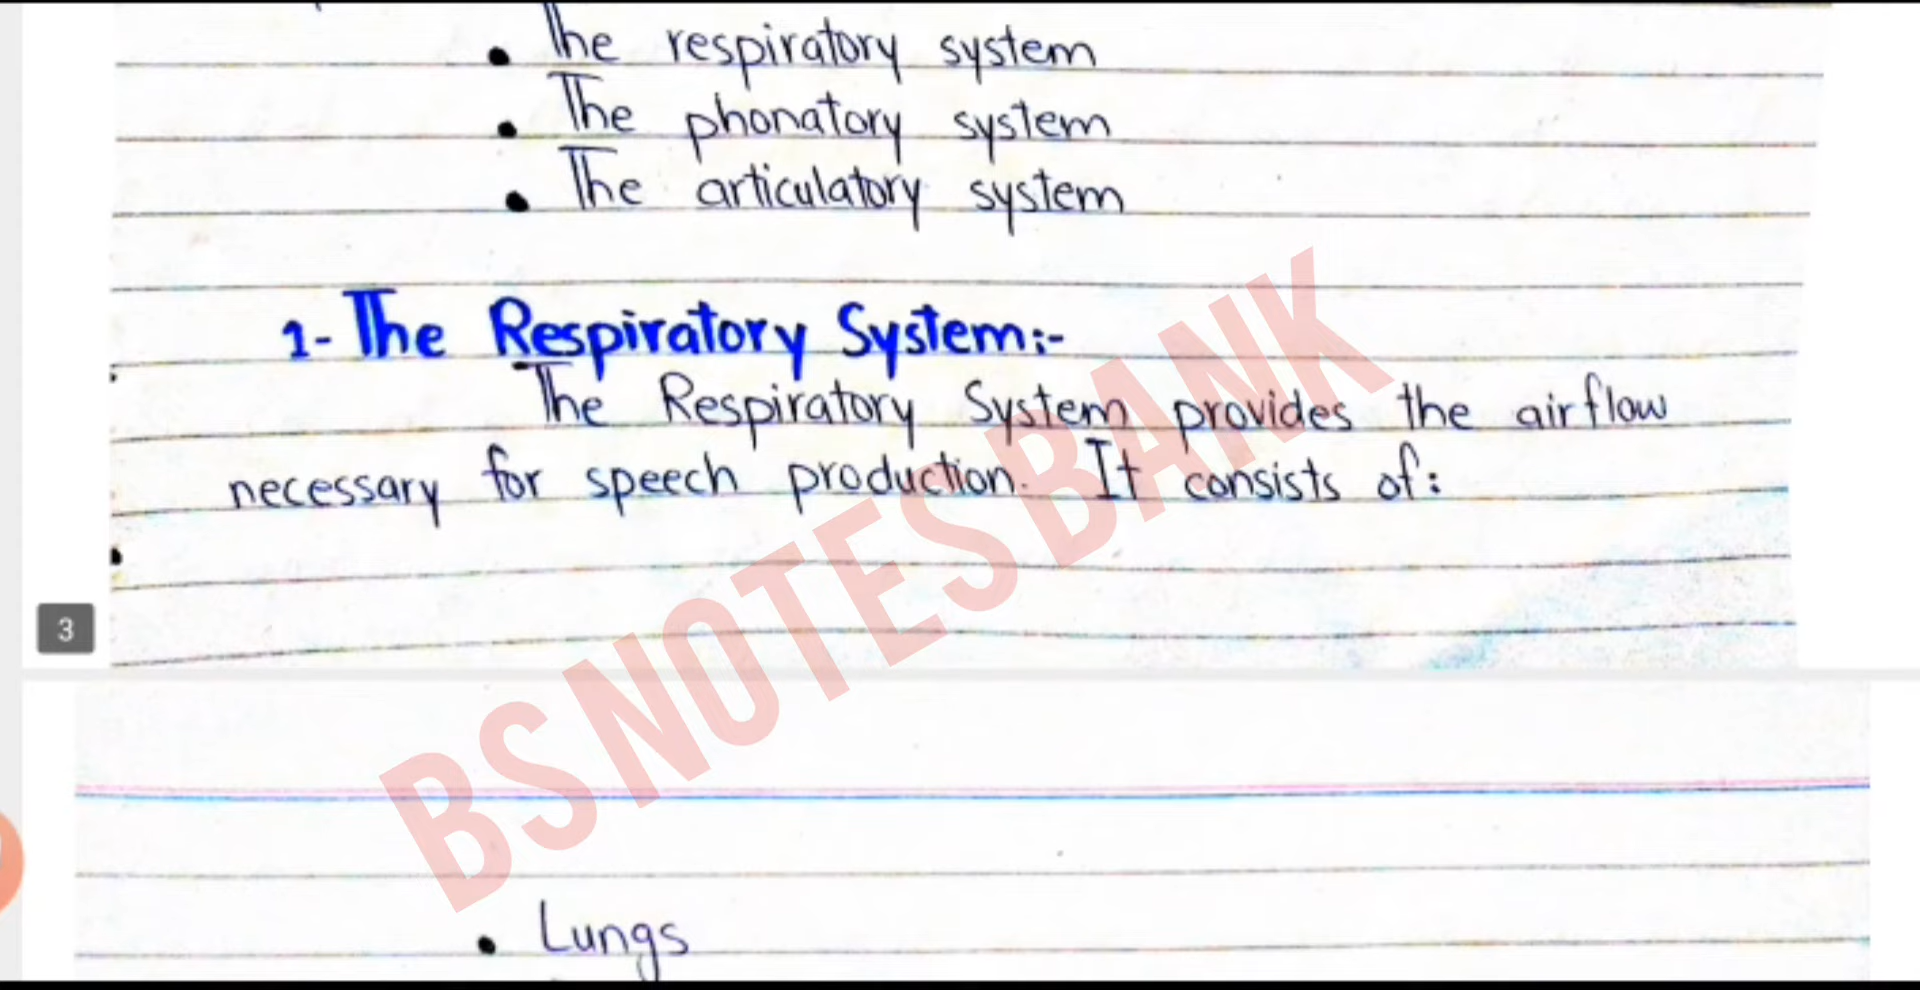 • The respiratory system
• The phonatory system
• The articulatory system
1- The Respiratory System:-
The Respiratory System provides the airflow
necessary for speech production. It consists of:
3
BSNOTESBANK
• Lungs